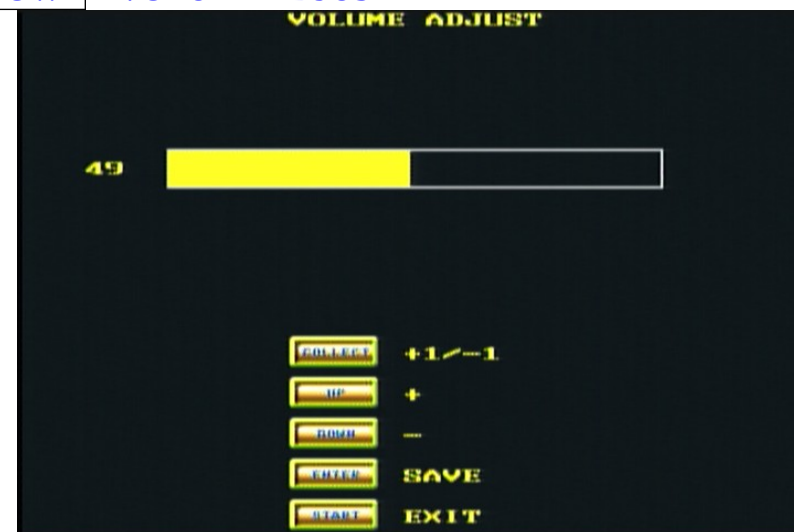 VOLUME ADJUST
49
COLLECT +1/-1
UP +
DOWN -
ENTER SAVE
START EXIT